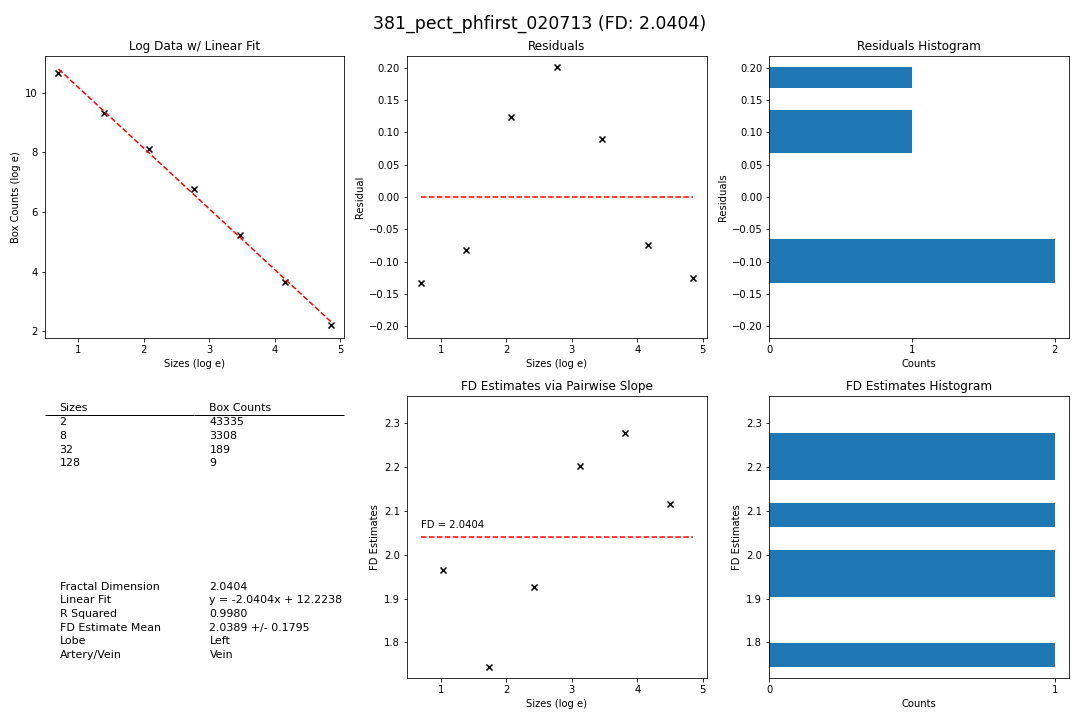 381_pect_phfirst_020713 (FD: 2.0404)
Log Data w/ Linear Fit
Box Counts (log e)
10
8
6
4
2
1 2 3 4 5
Sizes (log e)
Residuals
Residual
0.20
0.15
0.10
0.05
0.00
−0.05
−0.10
−0.15
−0.20
1 2 3 4 5
Sizes (log e)
Residuals Histogram
Residuals
0.20
0.15
0.10
0.05
0.00
−0.05
−0.10
−0.15
−0.20
0 1 2
Counts
Sizes Box Counts
2 43335
8 3308
32 189
128 9
Fractal Dimension 2.0404
Linear Fit y = -2.0404x + 12.2238
R Squared 0.9980
FD Estimate Mean 2.0389 +/- 0.1795
Lobe Left
Artery/Vein Vein
FD Estimates via Pairwise Slope
FD Estimates
2.3
2.2
2.1
2.0
1.9
1.8
FD = 2.0404
1 2 3 4 5
Sizes (log e)
FD Estimates Histogram
FD Estimates
2.3
2.2
2.1
2.0
1.9
1.8
0 1
Counts